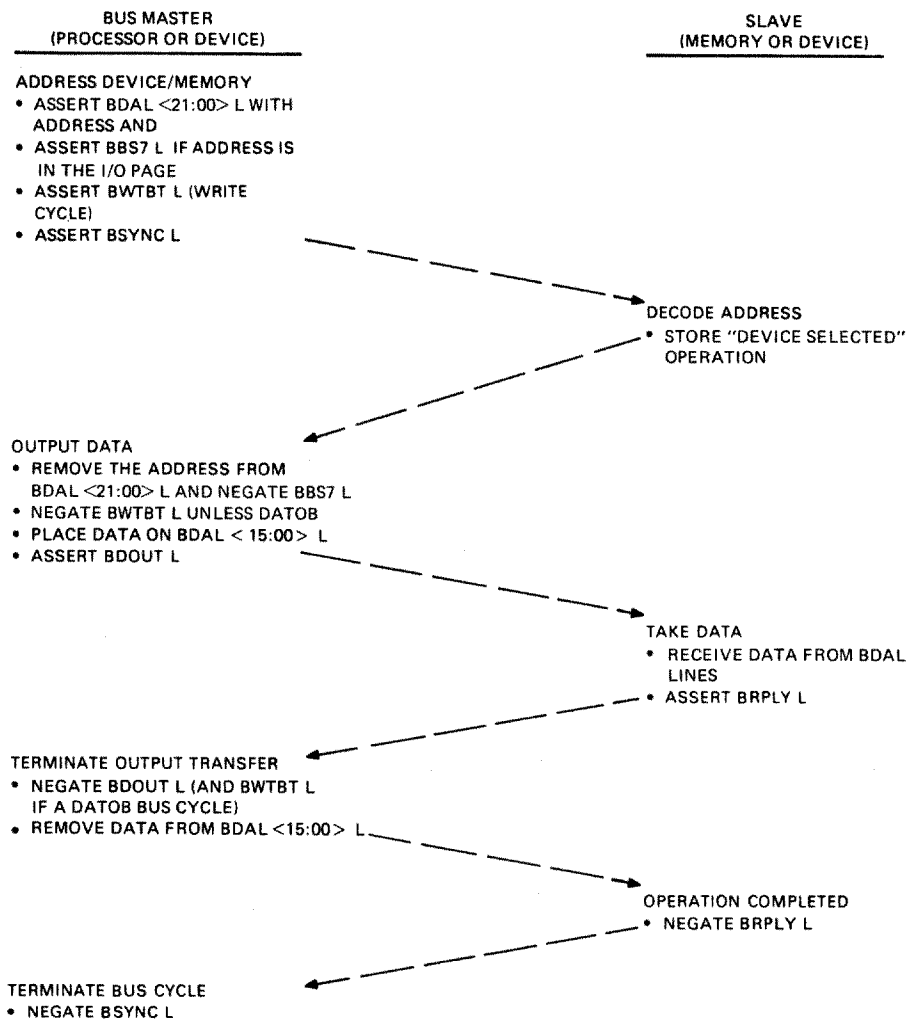 BUS MASTER
(PROCESSOR OR DEVICE)
SLAVE
(MEMORY OR DEVICE)
ADDRESS DEVICE/MEMORY
• ASSERT BDAL <21:00> L WITH
ADDRESS AND
• ASSERT BBS7 L IF ADDRESS IS
IN THE I/O PAGE
• ASSERT BWTBT L (WRITE
CYCLE)
• ASSERT BSYNC L
DECODE ADDRESS
• STORE "DEVICE SELECTED"
OPERATION
OUTPUT DATA
• REMOVE THE ADDRESS FROM
BDAL <21:00> L AND NEGATE BBS7 L
• NEGATE BWTBT L UNLESS DATOB
• PLACE DATA ON BDAL < 15:00> L
• ASSERT BDOUT L
TAKE DATA
• RECEIVE DATA FROM BDAL
LINES
• ASSERT BRPLY L
TERMINATE OUTPUT TRANSFER
• NEGATE BDOUT L (AND BWTBT L
IF A DATOB BUS CYCLE)
• REMOVE DATA FROM BDAL <15:00> L
OPERATION COMPLETED
• NEGATE BRPLY L
TERMINATE BUS CYCLE
• NEGATE BSYNC L